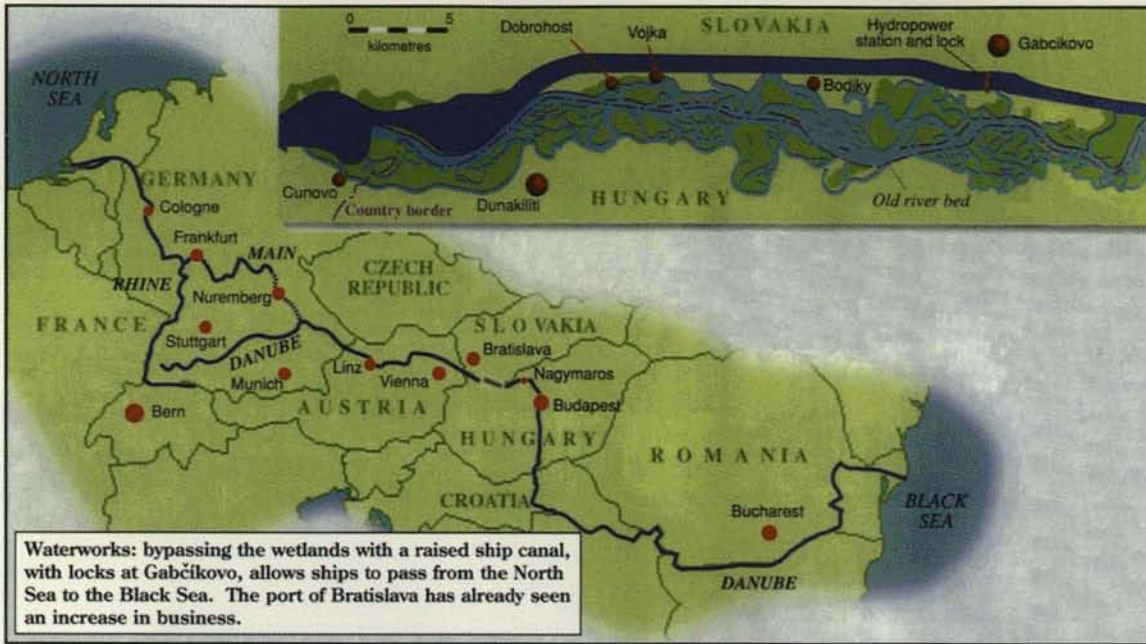 0 5
kilometres
Dobrohost
Vojka
SLOVAKIA
Hydropower
station and lock
Gabcikovo
Bodiky
Cunovo
Country border
Dunakiliti
HUNGARY
Old river bed
NORTH
SEA
GERMANY
Cologne
Frankfurt
MAIN
RHINE
Nuremberg
CZECH
REPUBLIC
FRANCE
Stuttgart
DANUBE
SLOVAKIA
Bratislava
Linz
Munich
Vienna
Nagymaros
Bern
AUSTRIA
Budapest
HUNGARY
ROMANIA
CROATIA
Bucharest
BLACK
SEA
DANUBE
Waterworks: bypassing the wetlands with a raised ship canal,
with locks at Gabčíkovo, allows ships to pass from the North
Sea to the Black Sea. The port of Bratislava has already seen
an increase in business.